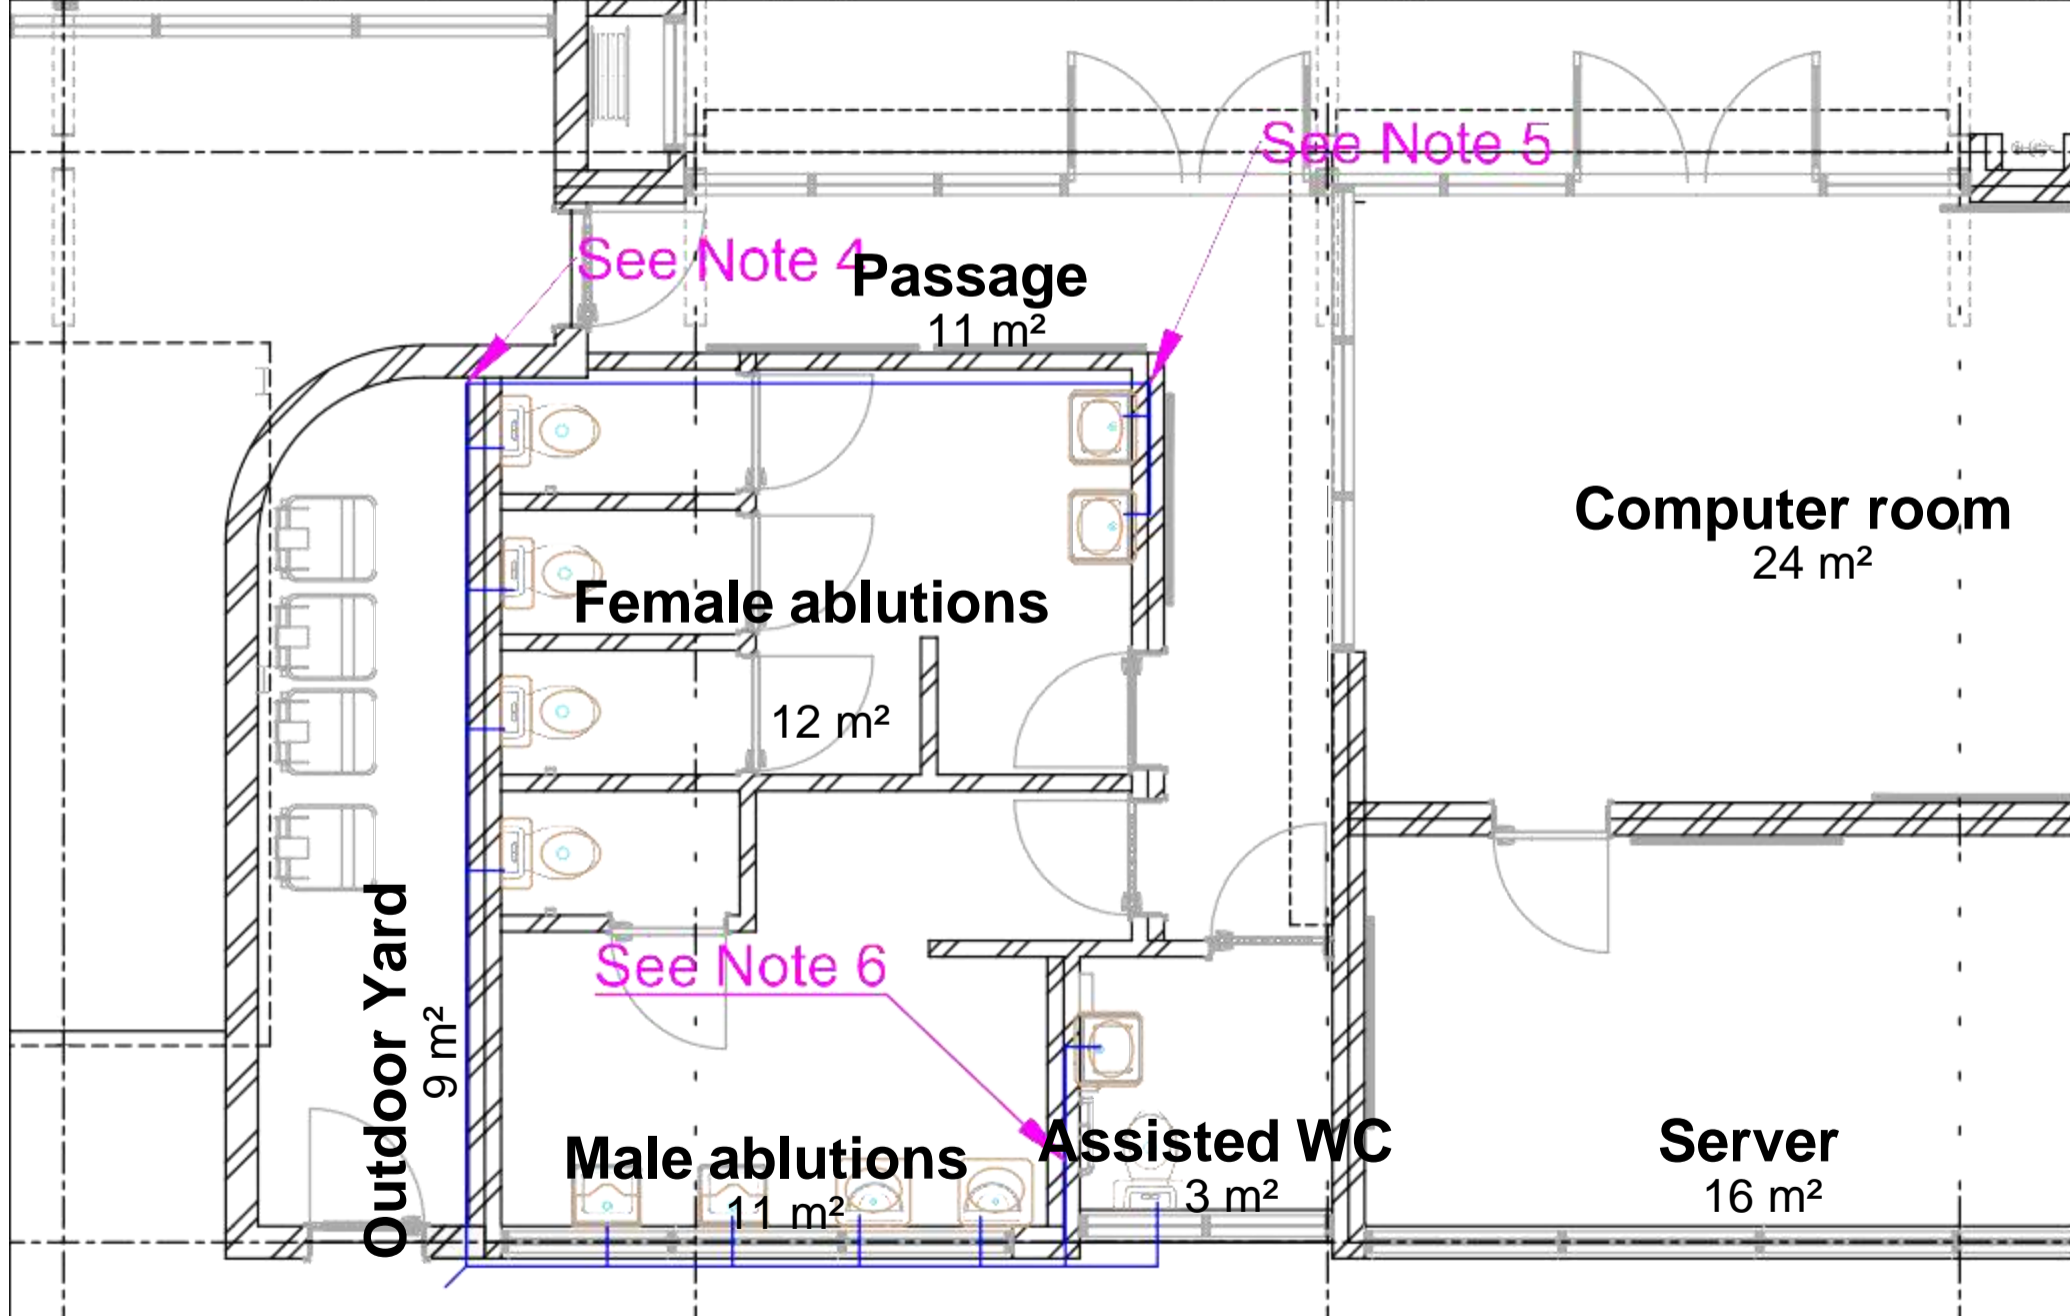 See Note 5
See Note 4
Passage
11 m²
Computer room
24 m²
Female ablutions
12 m²
See Note 6
Outdoor Yard
9 m²
Male ablutions
11 m²
Assisted WC
3 m²
Server
16 m²